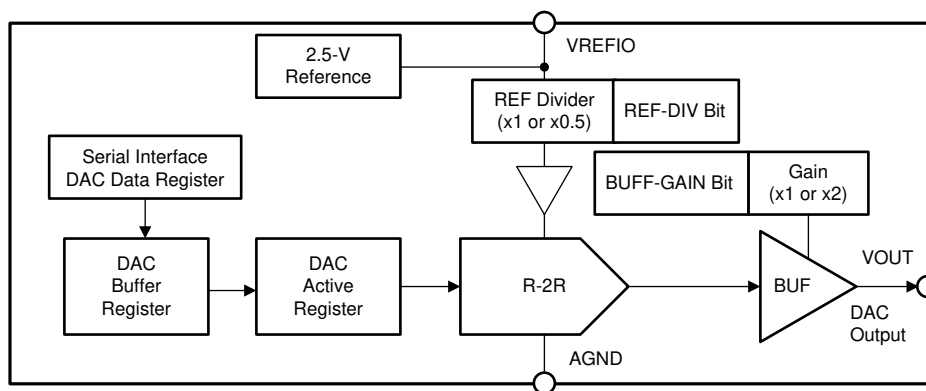 VREFIO
2.5-V
Reference
REF Divider
(x1 or x0.5)
REF-DIV Bit
Serial Interface
DAC Data Register
BUFF-GAIN Bit
Gain
(x1 or x2)
DAC
Buffer
Register
DAC
Active
Register
R-2R
BUF
VOUT
DAC
Output
AGND